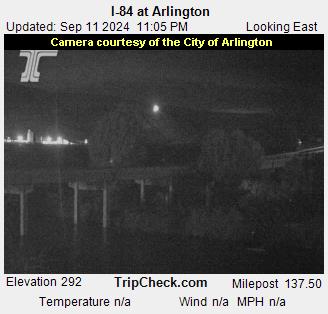 I-84 at Arlington
Updated: Sep 11 2024 11:05 PM Looking East
Camera courtesy of the City of Arlington
Elevation 292 TripCheck.com Milepost 137.50
Temperature n/a Wind n/a MPH n/a